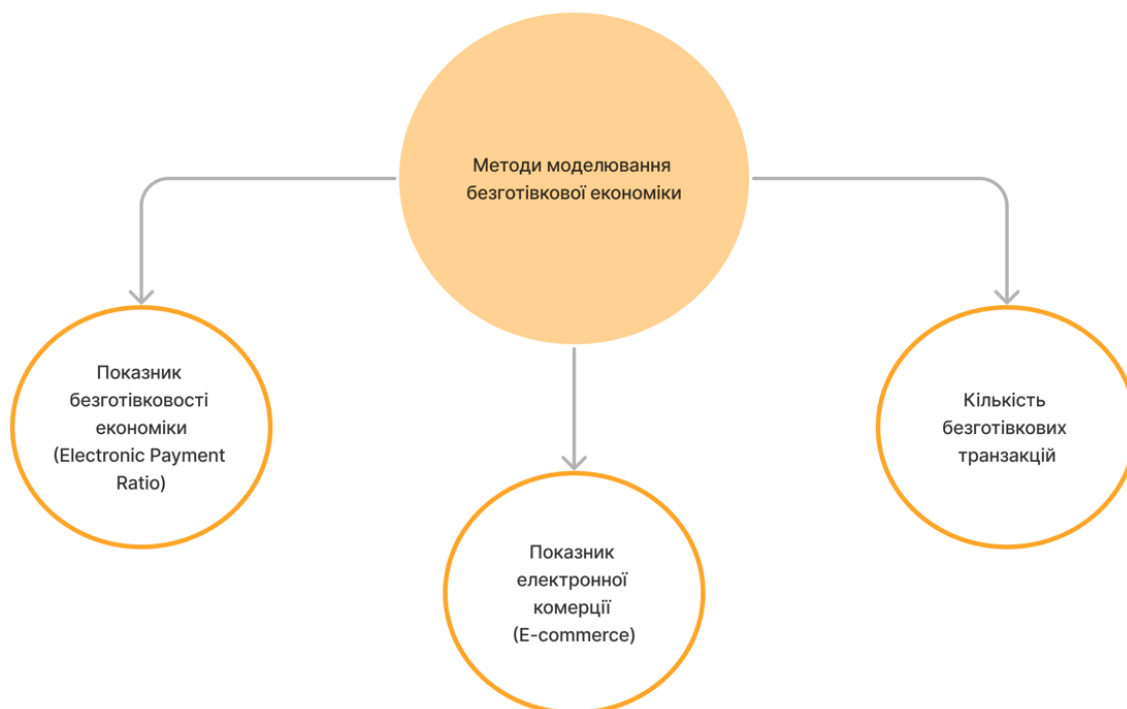 Методи моделювання
безготівкової економіки
Показник
безготівковості
економіки
(Electronic Payment
Ratio)
Показник
електронної
комерції
(E-commerce)
Кількість
безготівкових
транзакцій